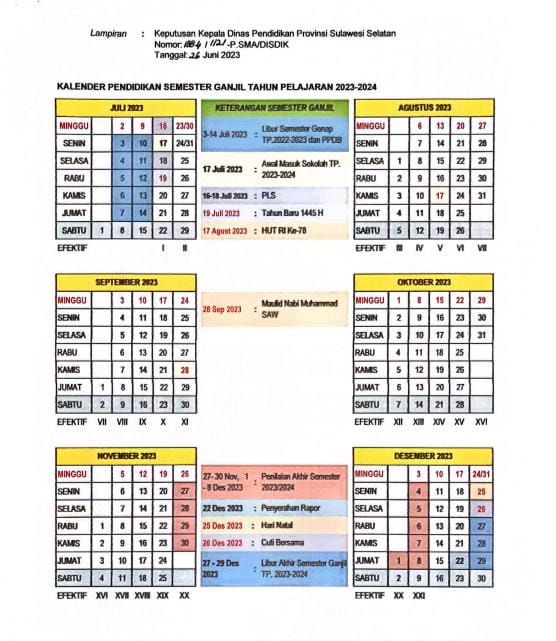 Lampiran : Keputusan Kepala Dinas Pendidikan Provinsi Sulawesi Selatan
Nomor: -P.SMA/DISDIK
Tanggal: 26 Juni 2023
KALENDER PENDIDIKAN SEMESTER GANJIL TAHUN PELAJARAN 2023-2024
JULI 2023
MINGGU 2 9 16 23/30
SENIN 3 10 17 24/31
SELASA 4 11 18 25
RABU 5 12 19 26
KAMIS 6 13 20 27
JUMAT 7 14 21 28
SABTU 1 8 15 22 29
EFEKTIF I II
KETERANGAN SEMESTER GANJIL
3-14 Juli 2023 : Libur Semester Genap
TP.2022-2023 dan PPDB
17 Juli 2023 : Awal Masuk Sekolah TP.
2023-2024
16-18 Juli 2023 : PLS
19 Juli 2023 : Tahun Baru 1445 H
17 Agust 2023 : HUT RI Ke-78
AGUSTUS 2023
MINGGU 6 13 20 27
SENIN 7 14 21 28
SELASA 1 8 15 22 29
RABU 2 9 16 23 30
KAMIS 3 10 17 24 31
JUMAT 4 11 18 25
SABTU 5 12 19 26
EFEKTIF III IV V VI VII
SEPTEMBER 2023
MINGGU 3 10 17 24
SENIN 4 11 18 25
SELASA 5 12 19 26
RABU 6 13 20 27
KAMIS 7 14 21 28
JUMAT 1 8 15 22 29
SABTU 2 9 16 23 30
EFEKTIF VII VIII IX X XI
28 Sep 2023 : Maulid Nabi Muhammad
SAW
OKTOBER 2023
MINGGU 1 8 15 22 29
SENIN 2 9 16 23 30
SELASA 3 10 17 24 31
RABU 4 11 18 25
KAMIS 5 12 19 26
JUMAT 6 13 20 27
SABTU 7 14 21 28
EFEKTIF XII XIII XIV XV XVI
NOVEMBER 2023
MINGGU 5 12 19 26
SENIN 6 13 20 27
SELASA 7 14 21 28
RABU 1 8 15 22 29
KAMIS 2 9 16 23 30
JUMAT 3 10 17 24
SABTU 4 11 18 25
EFEKTIF XVI XVII XVIII XIX XX
27- 30 Nov, 1
- 8 Des 2023 : Penilaian Akhir Semester
2023/2024
22 Des 2023 : Penyerahan Rapor
25 Des 2023 : Hari Natal
26 Des 2023 : Cuti Bersama
27 - 29 Des
2023 : Libur Akhir Semester Ganjil
TP. 2023-2024
DESEMBER 2023
MINGGU 3 10 17 24/31
SENIN 4 11 18 25
SELASA 5 12 19 26
RABU 6 13 20 27
KAMIS 7 14 21 28
JUMAT 1 8 15 22 29
SABTU 2 9 16 23 30
EFEKTIF XX XXI